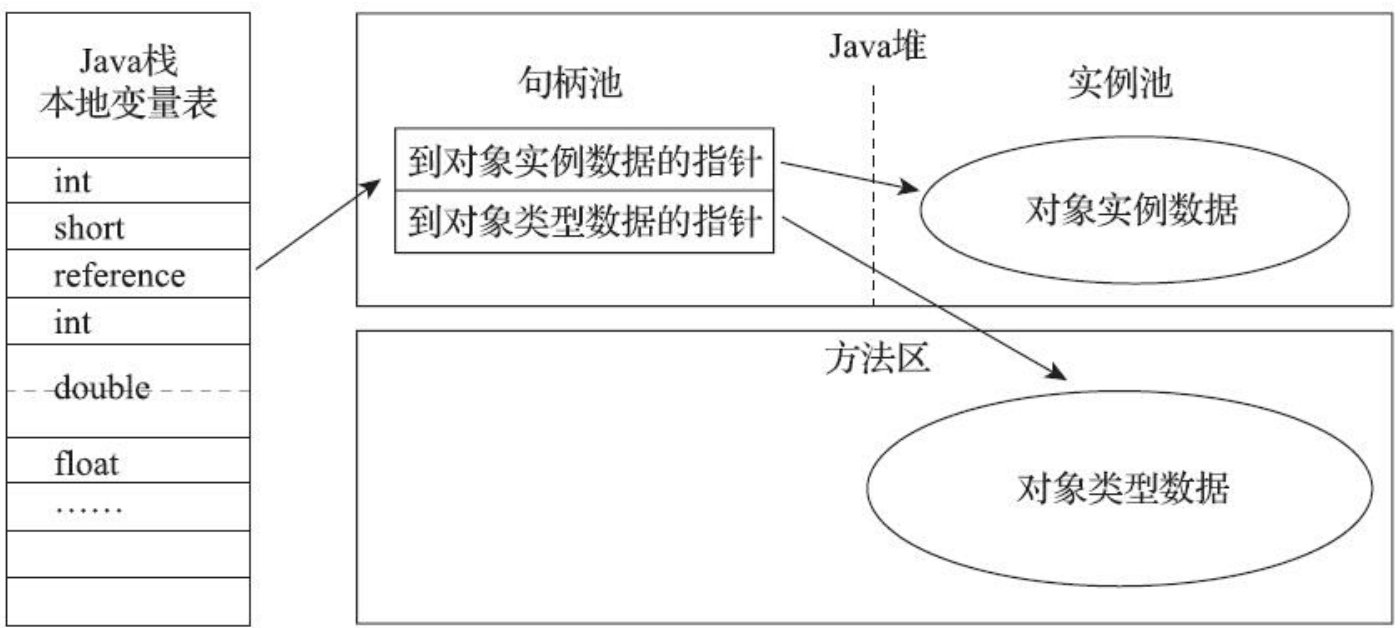 Java栈
本地变量表
int
short
reference
int
double
float
……
Java堆
句柄池
实例池
到对象实例数据的指针
到对象类型数据的指针
对象实例数据
方法区
对象类型数据